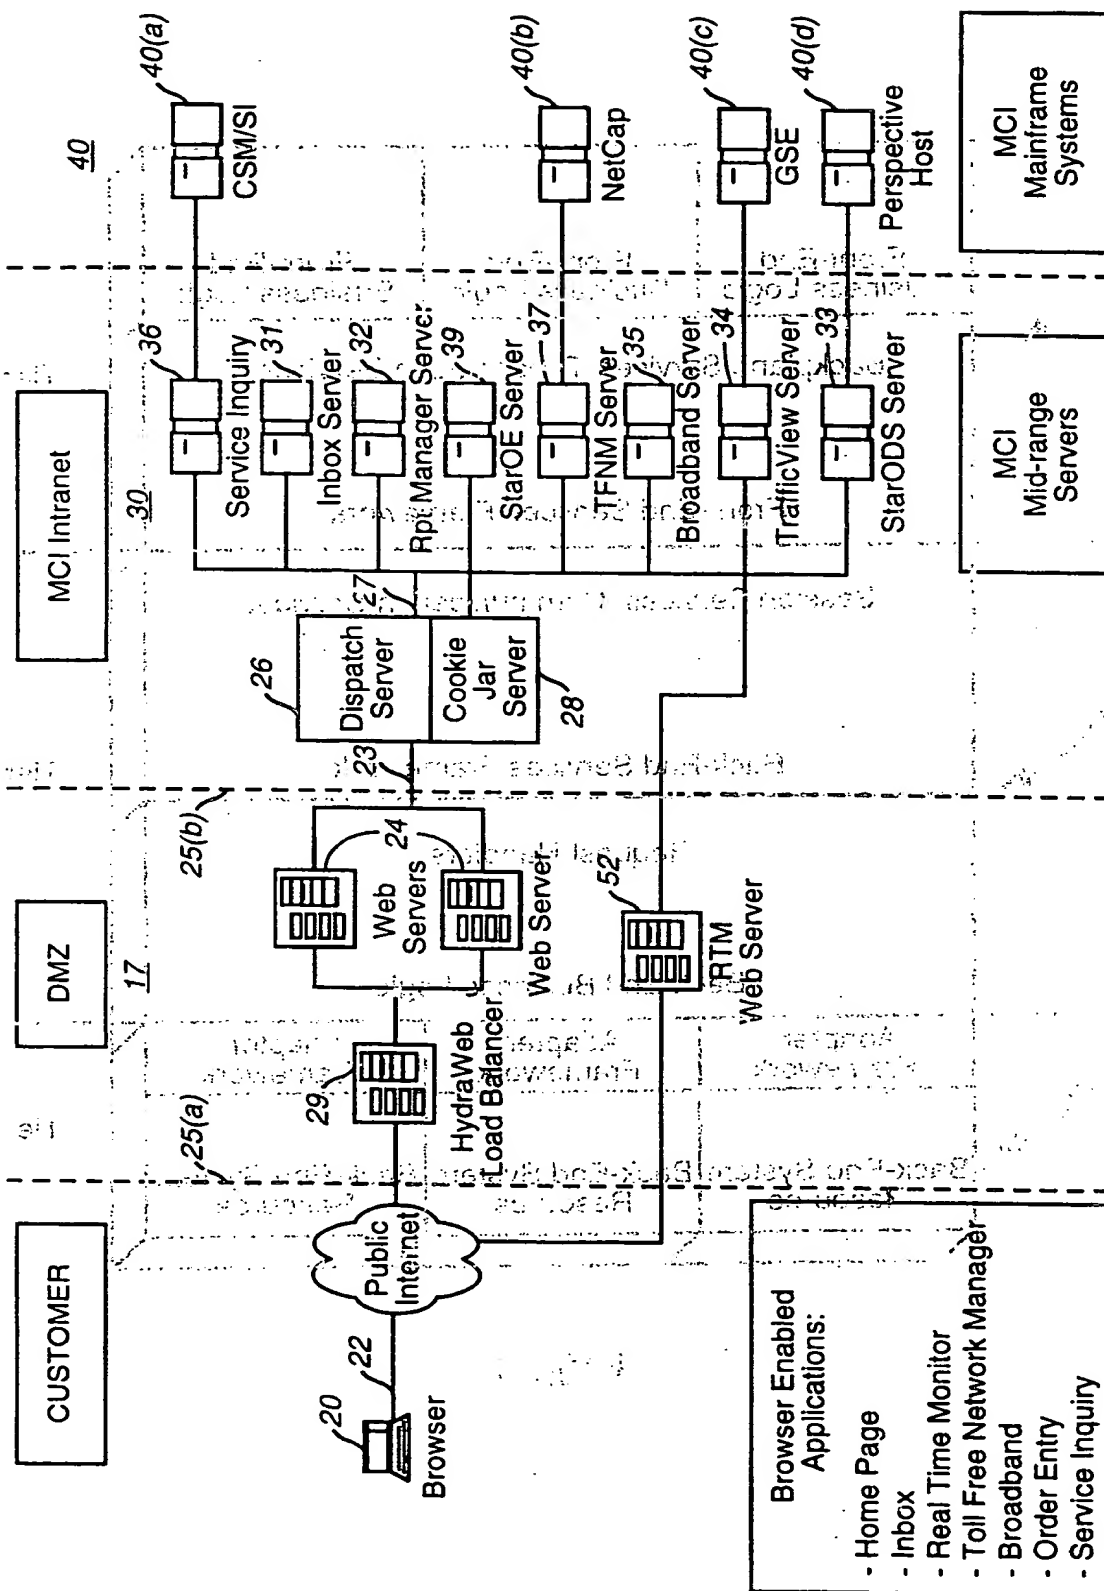 CUSTOMER
DMZ
MCI Intranet
25(a)
25(b)
17
30
40
20
22
Browser
Public
Internet
29
HydraWeb
Load Balancer
24
Web
Servers
Web Server
52
RTM
Web Server
23
26
Dispatch
Server
Cookie
Jar
Server
28
27
36
Service Inquiry
31
Inbox Server
32
Rpt Manager Server
39
StarOE Server
37
TFNM Server
35
Broadband Server
34
TrafficView Server
33
StarODS Server
40(a)
CSM/SI
40(b)
NetCap
40(c)
GSE
40(d)
Perspective
Host
Browser Enabled
Applications:
- Home Page
- Inbox
- Real Time Monitor
- Toll Free Network Manager
- Broadband
- Order Entry
- Service Inquiry
MCI
Mid-range
Servers
MCI
Mainframe
Systems